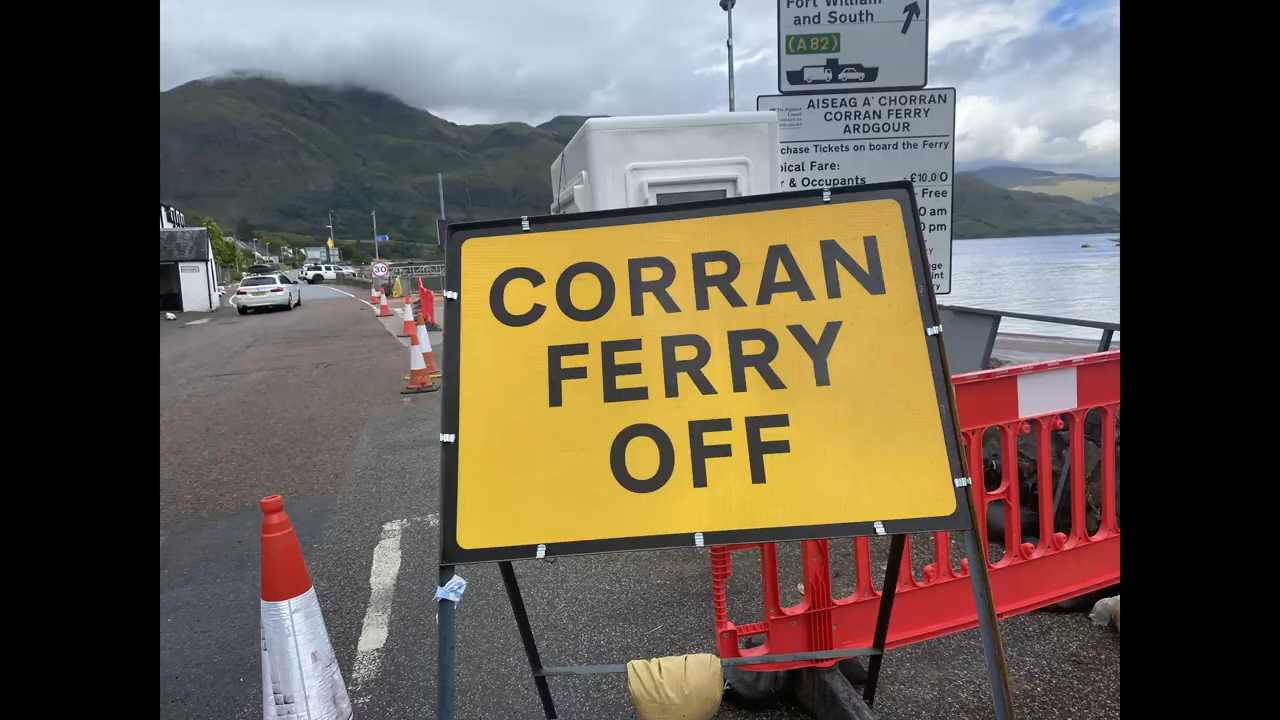 Fort William
and South
(A 82)
AISEAG A' CHORRAN
CORRAN FERRY
ARDGOUR
chase Tickets on board the Ferry
ical Fare:
& Occupants - £10.00
- Free
0 am
0 pm
30
CORRAN
FERRY
OFF